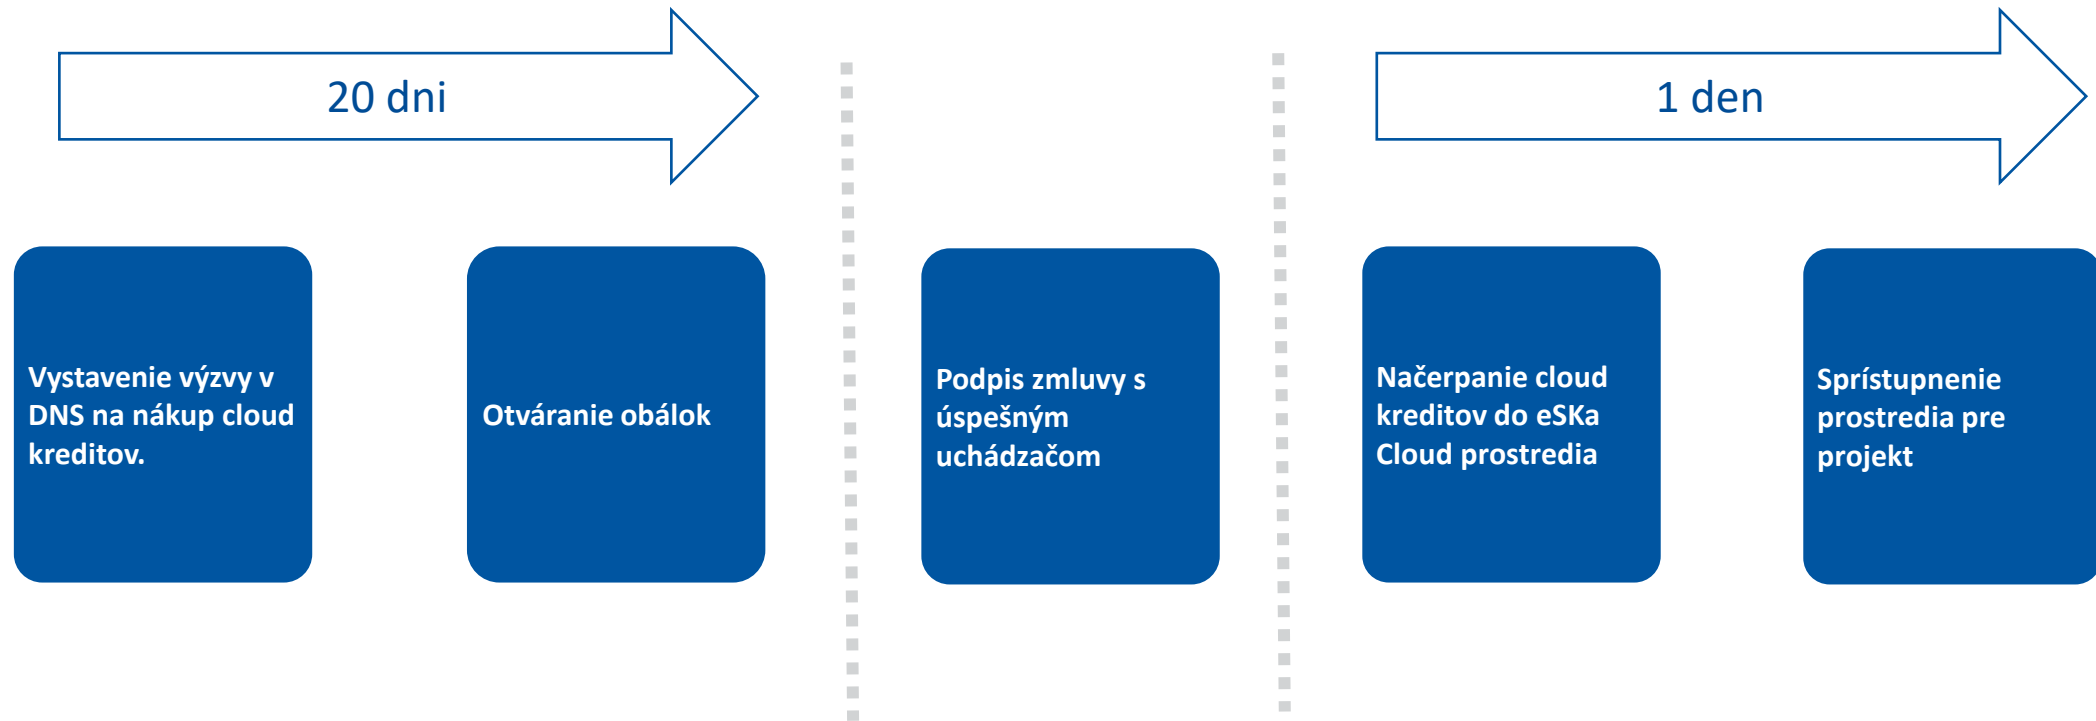 20 dni
1 den
Vystavenie výzvy v
DNS na nákup cloud
kreditov.
Otváranie obálok
Podpis zmluvy s
úspešným
uchádzačom
Načerpanie cloud
kreditov do eSKa
Cloud prostredia
Sprístupnenie
prostredia pre
projekt